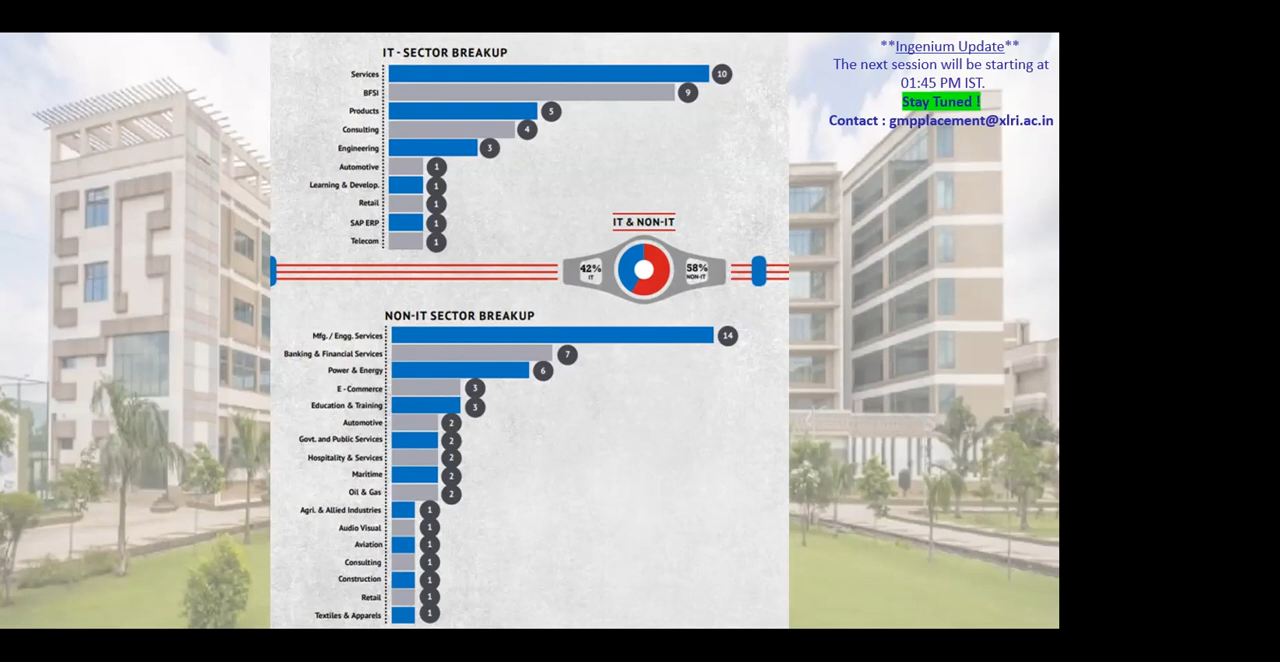 IT - SECTOR BREAKUP
Services 10
BFSI 9
Products 5
Consulting 4
Engineering 3
Automotive 1
Learning & Develop. 1
Retail 1
SAP ERP 1
Telecom 1
IT & NON-IT
42% 58%
IT NON-IT
NON-IT SECTOR BREAKUP
Mfg. / Engg. Services 14
Banking & Financial Services 7
Power & Energy 6
E - Commerce 3
Education & Training 3
Automotive 2
Govt. and Public Services 2
Hospitality & Services 2
Maritime 2
Oil & Gas 2
Agri. & Allied Industries 1
Audio Visual 1
Aviation 1
Consulting 1
Construction 1
Retail 1
Textiles & Apparels 1
**Ingenium Update**
The next session will be starting at
01:45 PM IST.
Stay Tuned !
Contact : gmpplacement@xlri.ac.in